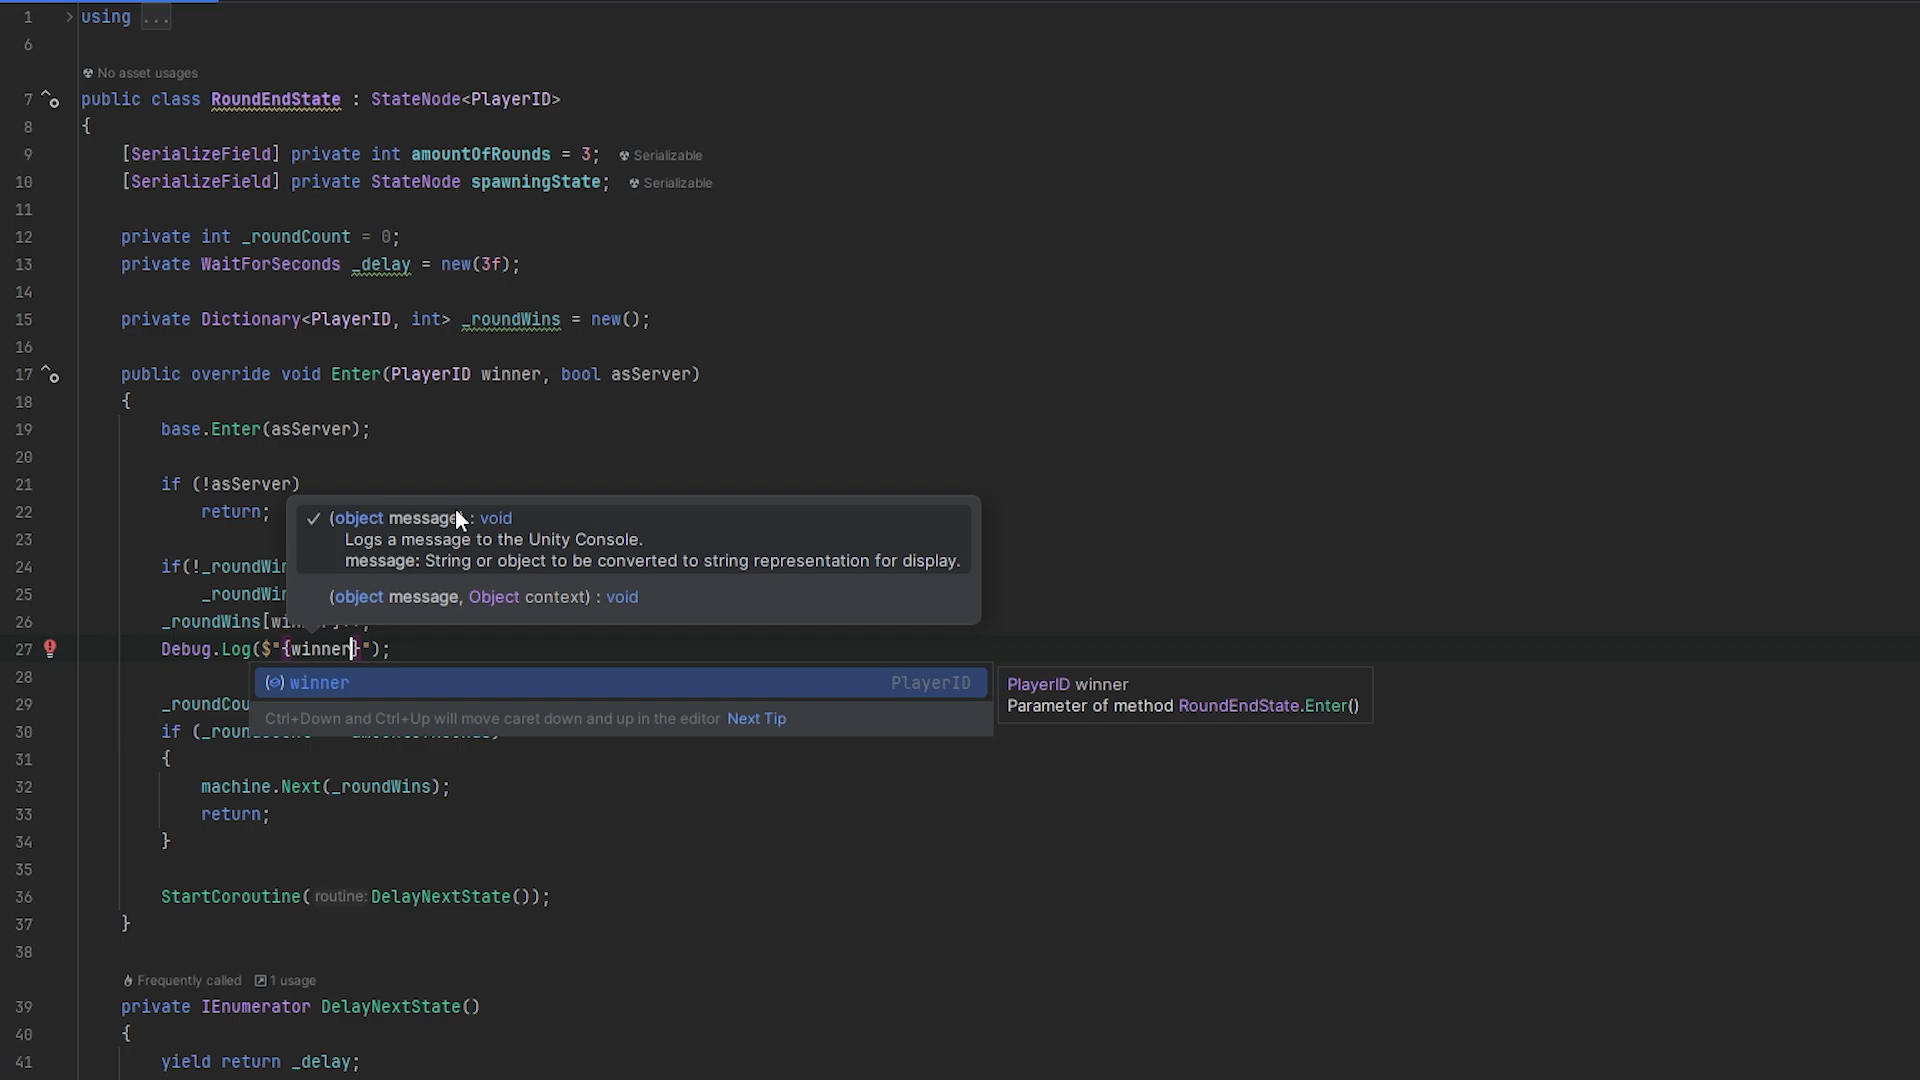 1 using ...
6
No asset usages
7 public class RoundEndState : StateNode<PlayerID>
8 {
9 [SerializeField] private int amountOfRounds = 3; Serializable
10 [SerializeField] private StateNode spawningState; Serializable
11
12 private int _roundCount = 0;
13 private WaitForSeconds _delay = new(3f);
14
15 private Dictionary<PlayerID, int> _roundWins = new();
16
17 public override void Enter(PlayerID winner, bool asServer)
18 {
19 base.Enter(asServer);
20
21 if (!asServer)
22 return;
(object message) : void
Logs a message to the Unity Console.
message: String or object to be converted to string representation for display.
(object message, Object context) : void
23
24 if(!_roundWin
25 _roundWin
26 _roundWins[wi
27 Debug.Log($"{winner}");
28 winner PlayerID
PlayerID winner
Parameter of method RoundEndState.Enter()
Ctrl+Down and Ctrl+Up will move caret down and up in the editor Next Tip
29 _roundCou
30 if (_roun
31 {
32 machine.Next(_roundWins);
33 return;
34 }
35
36 StartCoroutine( routine: DelayNextState());
37 }
38
Frequently called 1 usage
39 private IEnumerator DelayNextState()
40 {
41 yield return _delay;